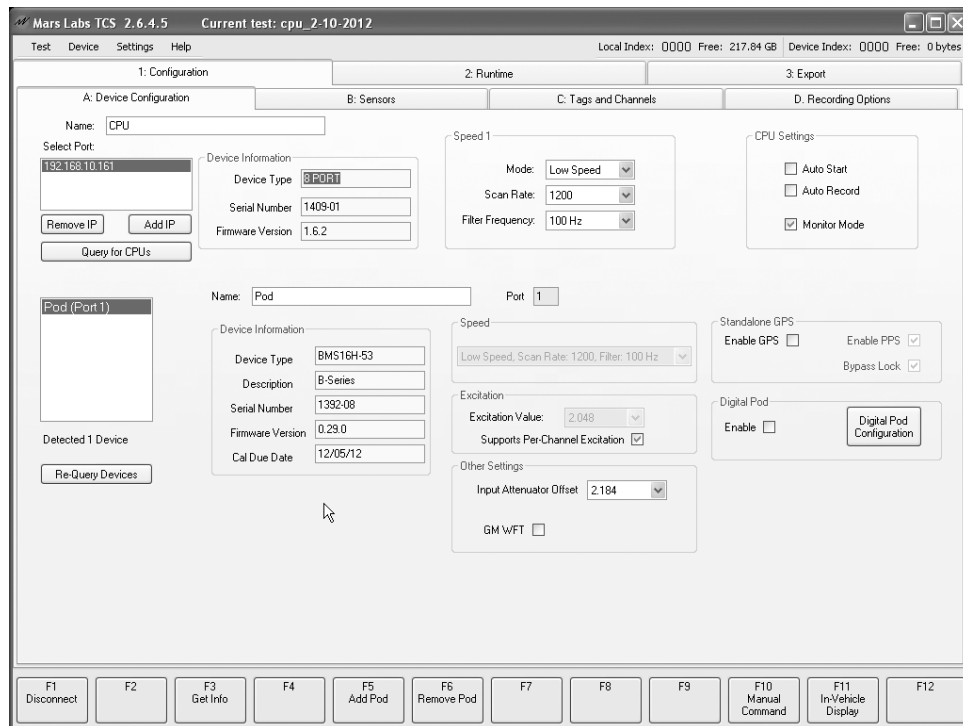 Mars Labs TCS 2.6.4.5 Current test: cpu_2-10-2012
Test Device Settings Help Local Index: 0000 Free: 217.84 GB Device Index: 0000 Free: 0 bytes
1: Configuration 2: Runtime 3: Export
A: Device Configuration B: Sensors C: Tags and Channels D. Recording Options
Name: CPU
Select Port:
192.168.10.161
Remove IP Add IP
Query for CPUs
Device Information
Device Type 8 PORT
Serial Number 1409-01
Firmware Version 1.6.2
Speed 1
Mode: Low Speed
Scan Rate: 1200
Filter Frequency: 100 Hz
CPU Settings
Auto Start
Auto Record
Monitor Mode
Pod (Port 1)
Detected 1 Device
Re-Query Devices
Name: Pod Port 1
Device Information
Device Type BMS16H-53
Description B-Series
Serial Number 1392-08
Firmware Version 0.29.0
Cal Due Date 12/05/12
Speed
Low Speed, Scan Rate: 1200, Filter: 100 Hz
Excitation
Excitation Value: 2.048
Supports Per-Channel Excitation
Other Settings
Input Attenuator Offset 2.184
GM WFT
Standalone GPS
Enable GPS Enable PPS
Bypass Lock
Digital Pod
Enable Digital Pod
Configuration
F1 F2 F3 F4 F5 F6 F7 F8 F9 F10 F11 F12
Disconnect Get Info Add Pod Remove Pod Manual In-Vehicle
Command Display